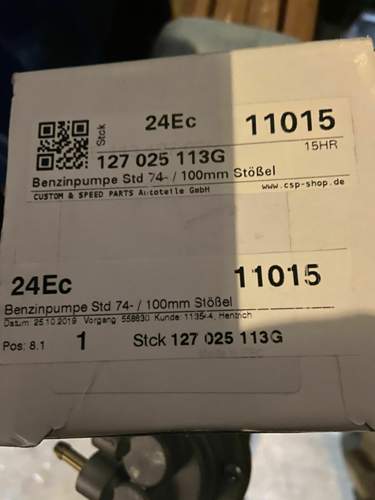 Stck 24Ec 11015
15HR
127 025 113G
Benzinpumpe Std 74- / 100mm Stößel
CUSTOM & SPEED PARTS Autoteile GmbH www.csp-shop.de
24Ec 11015
Benzinpumpe Std 74- / 100mm Stößel
Datum: 25.10.2019 Vorgang: Kunde: Hentrich
Pos: 8.1 1 Stck 127 025 113G